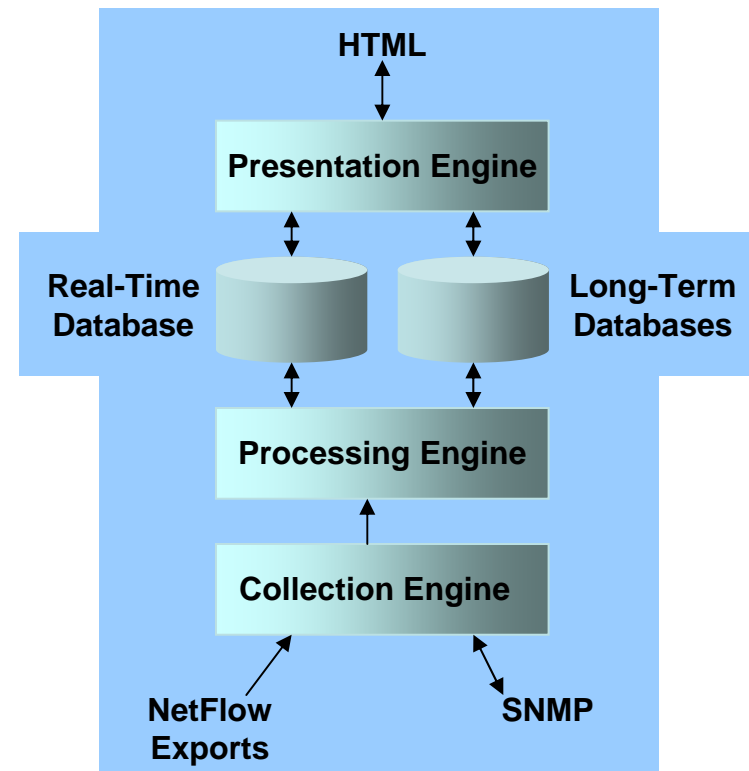 HTML
Presentation Engine
Real-Time
Database
Long-Term
Databases
Processing Engine
Collection Engine
NetFlow
Exports
SNMP